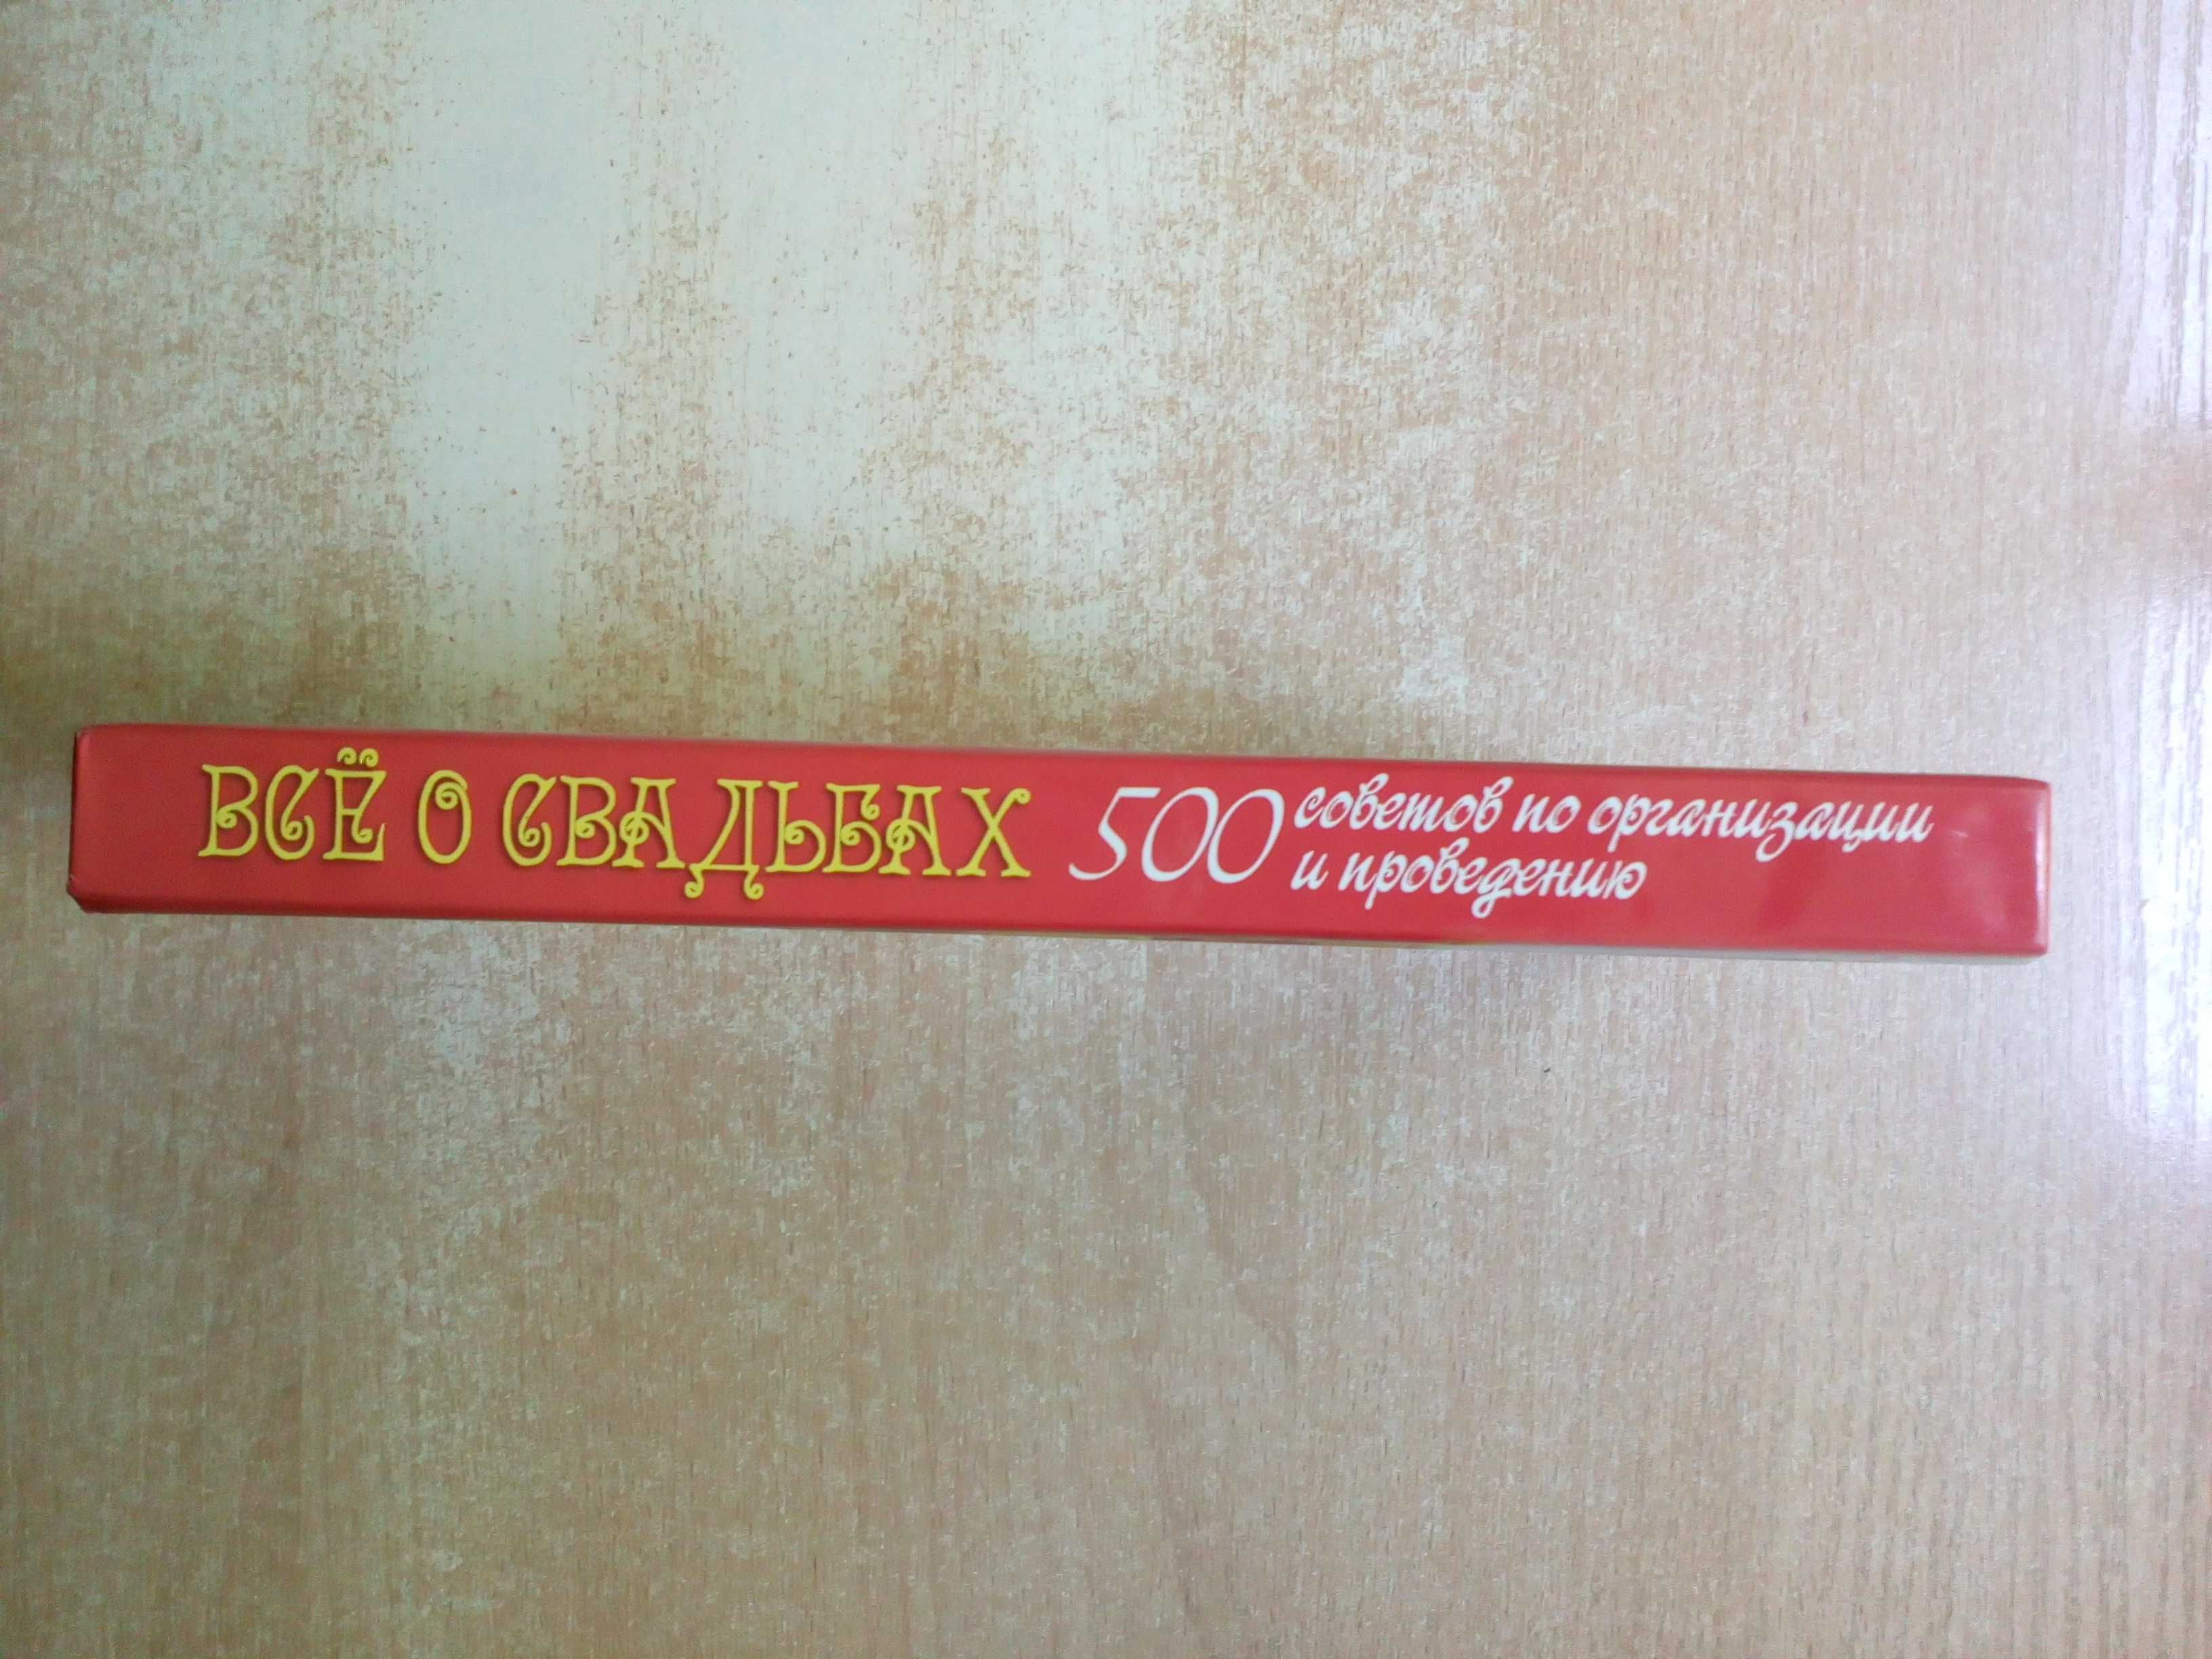 ВСЁ О СВАДЬБАХ 500 советов по организации
и проведению